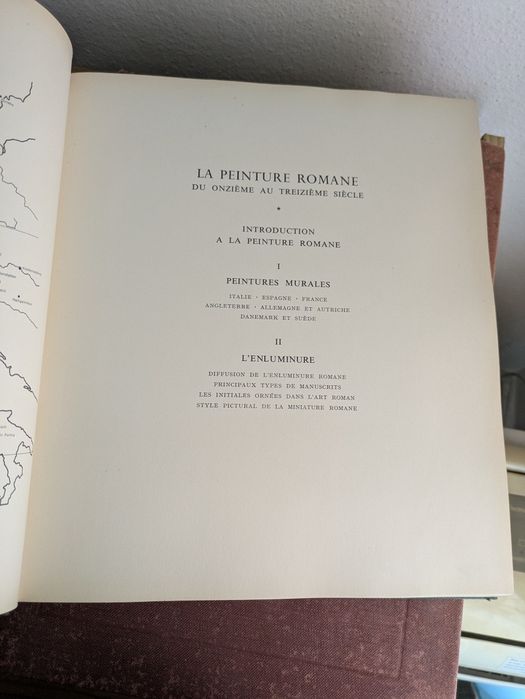 LA PEINTURE ROMANE
DU ONZIÈME AU TREIZIÈME SIÈCLE
*
INTRODUCTION
A LA PEINTURE ROMANE
I
PEINTURES MURALES
ITALIE · ESPAGNE · FRANCE
ANGLETERRE · ALLEMAGNE ET AUTRICHE
DANEMARK ET SUÈDE
II
L'ENLUMINURE
DIFFUSION DE L'ENLUMINURE ROMANE
PRINCIPAUX TYPES DE MANUSCRITS
LES INITIALES ORNÉES DANS L'ART ROMAN
STYLE PICTURAL DE LA MINIATURE ROMANE